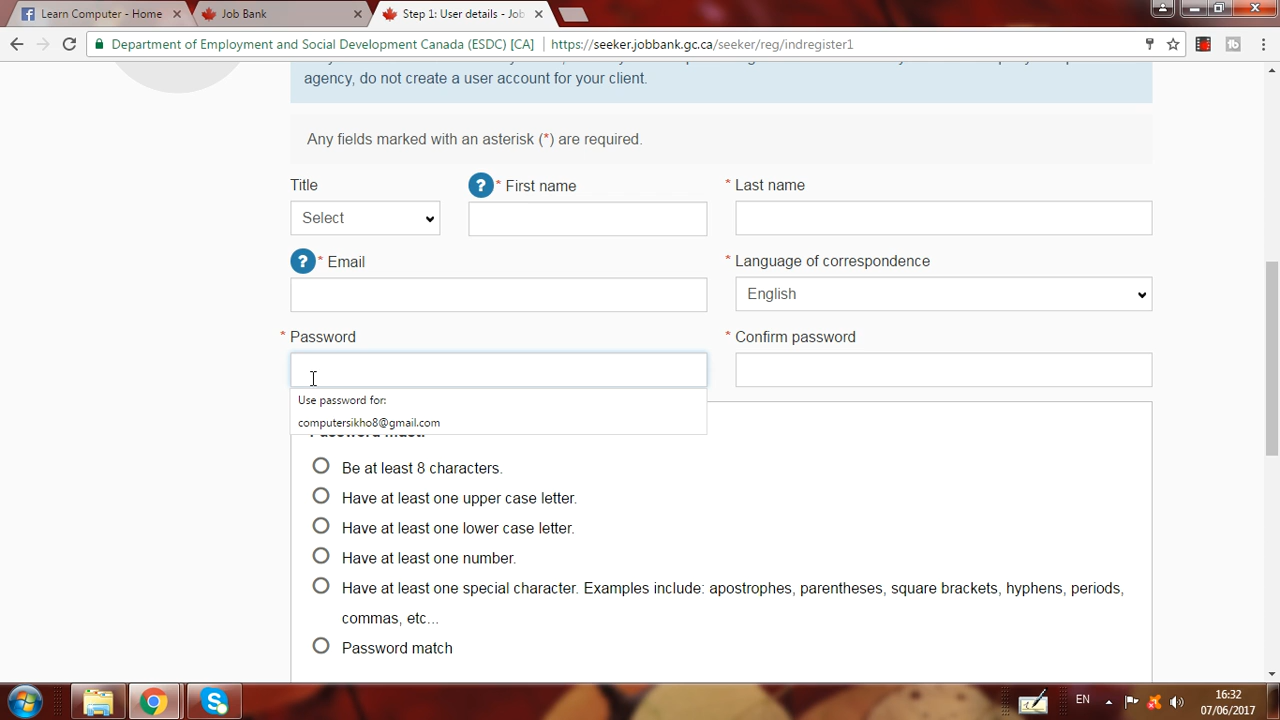 Learn Computer - Home
Job Bank
Step 1: User details - Job
Department of Employment and Social Development Canada (ESDC) [CA]
https://seeker.jobbank.gc.ca/seeker/reg/indregister1
agency, do not create a user account for your client.
Any fields marked with an asterisk (*) are required.
Title
? * First name
* Last name
Select
? * Email
* Language of correspondence
English
* Password
* Confirm password
Use password for:
computersikho8@gmail.com
Password must:
Be at least 8 characters.
Have at least one upper case letter.
Have at least one lower case letter.
Have at least one number.
Have at least one special character. Examples include: apostrophes, parentheses, square brackets, hyphens, periods,
commas, etc...
Password match
EN
16:32
07/06/2017